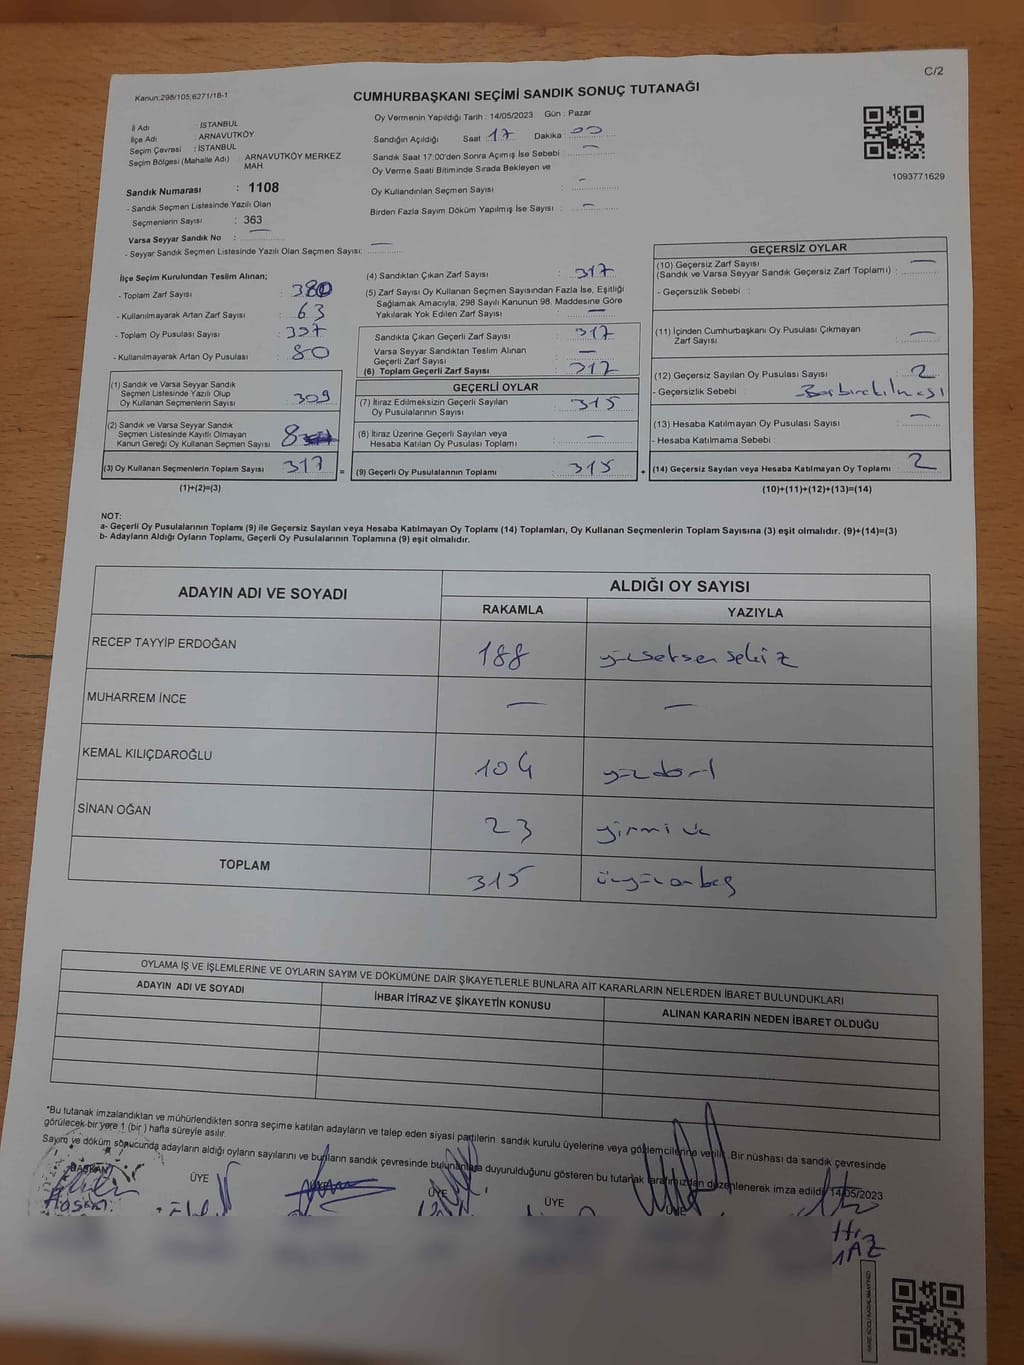 C/2
Kanun:298/105;6271/18-1
CUMHURBAŞKANI SEÇİMİ SANDIK SONUÇ TUTANAĞI
İl Adı : İSTANBUL
İlçe Adı : ARNAVUTKÖY
Seçim Çevresi : İSTANBUL
Seçim Bölgesi (Mahalle Adı) : ARNAVUTKÖY MERKEZ
MAH.
Sandık Numarası : 1108
- Sandık Seçmen Listesinde Yazılı Olan
Seçmenlerin Sayısı : 363
Varsa Seyyar Sandık No : —
- Seyyar Sandık Seçmen Listesinde Yazılı Olan Seçmen Sayısı: —
Oy Vermenin Yapıldığı Tarih : 14/05/2023 Gün : Pazar
Sandığın Açıldığı Saat 17 Dakika 00
Sandık Saat 17:00'den Sonra Açımış İse Sebebi : —
Oy Verme Saati Bitiminde Sırada Bekleyen ve
Oy Kullandırılan Seçmen Sayısı : —
Birden Fazla Sayım Döküm Yapılmış İse Sayısı : —
1093771629
İlçe Seçim Kurulundan Teslim Alınan;
- Toplam Zarf Sayısı : 380
- Kullanılmayarak Artan Zarf Sayısı : 63
- Toplam Oy Pusulası Sayısı : 397
- Kullanılmayarak Artan Oy Pusulası : 80
(1) Sandık ve Varsa Seyyar Sandık
Seçmen Listesinde Yazılı Olup
Oy Kullanan Seçmenlerin Sayısı : 309
(2) Sandık ve Varsa Seyyar Sandık
Seçmen Listesinde Kayıtlı Olmayan
Kanun Gereği Oy Kullanan Seçmen Sayısı : 8
(3) Oy Kullanan Seçmenlerin Toplam Sayısı : 317 =
(1)+(2)=(3)
(4) Sandıktan Çıkan Zarf Sayısı : 317
(5) Zarf Sayısı Oy Kullanan Seçmen Sayısından Fazla İse, Eşitliği
Sağlamak Amacıyla; 298 Sayılı Kanunun 98. Maddesine Göre
Yakılarak Yok Edilen Zarf Sayısı : —
Sandıkta Çıkan Geçerli Zarf Sayısı : 317
Varsa Seyyar Sandıktan Teslim Alınan
Geçerli Zarf Sayısı : —
(6) Toplam Geçerli Zarf Sayısı : 317
GEÇERLİ OYLAR
(7) İtiraz Edilmeksizin Geçerli Sayılan
Oy Pusulalarının Sayısı : 315
(8) İtiraz Üzerine Geçerli Sayılan veya
Hesaba Katılan Oy Pusulası Toplamı : —
(9) Geçerli Oy Pusulalarının Toplamı : 315 +
GEÇERSİZ OYLAR
(10) Geçersiz Zarf Sayısı
(Sandık ve Varsa Seyyar Sandık Geçersiz Zarf Toplamı) : —
- Geçersizlik Sebebi :
(11) İçinden Cumhurbaşkanı Oy Pusulası Çıkmayan
Zarf Sayısı : —
(12) Geçersiz Sayılan Oy Pusulası Sayısı : 2
- Geçersizlik Sebebi :
(13) Hesaba Katılmayan Oy Pusulası Sayısı : —
- Hesaba Katılmama Sebebi :
(14) Geçersiz Sayılan veya Hesaba Katılmayan Oy Toplamı : 2
(10)+(11)+(12)+(13)=(14)
NOT:
a- Geçerli Oy Pusulalarının Toplamı (9) ile Geçersiz Sayılan veya Hesaba Katılmayan Oy Toplamı (14) Toplamları, Oy Kullanan Seçmenlerin Toplam Sayısına (3) eşit olmalıdır. (9)+(14)=(3)
b- Adayların Aldığı Oyların Toplamı, Geçerli Oy Pusulalarının Toplamına (9) eşit olmalıdır.
ADAYIN ADI VE SOYADI
ALDIĞI OY SAYISI
RAKAMLA YAZIYLA
RECEP TAYYİP ERDOĞAN 188 yüzseksen sekiz
MUHARREM İNCE — —
KEMAL KILIÇDAROĞLU 104 yüzdört
SİNAN OĞAN 23 yirmi üç
TOPLAM 315 üçyüzonbeş
OYLAMA İŞ VE İŞLEMLERİNE VE OYLARIN SAYIM VE DÖKÜMÜNE DAİR ŞİKAYETLERLE BUNLARA AİT KARARLARIN NELERDEN İBARET BULUNDUKLARI
ADAYIN ADI VE SOYADI İHBAR İTİRAZ VE ŞİKAYETİN KONUSU ALINAN KARARIN NEDEN İBARET OLDUĞU
*Bu tutanak imzalandıktan ve mühürlendikten sonra seçime katılan adayların ve talep eden siyasi partilerin sandık kurulu üyelerine veya gözlemcilerine verilir. Bir nüshası da sandık çevresinde
görülecek bir yere 1 (bir ) hafta süreyle asılır.
Sayım ve döküm sonucunda adayların aldığı oyların sayılarını ve bunların sandık çevresinde bulunanlara duyurulduğunu gösteren bu tutanak tarafımızdan düzenlenerek imza edildi. 14/05/2023
BAŞKAN ÜYE ÜYE ÜYE ÜYE ÜYE